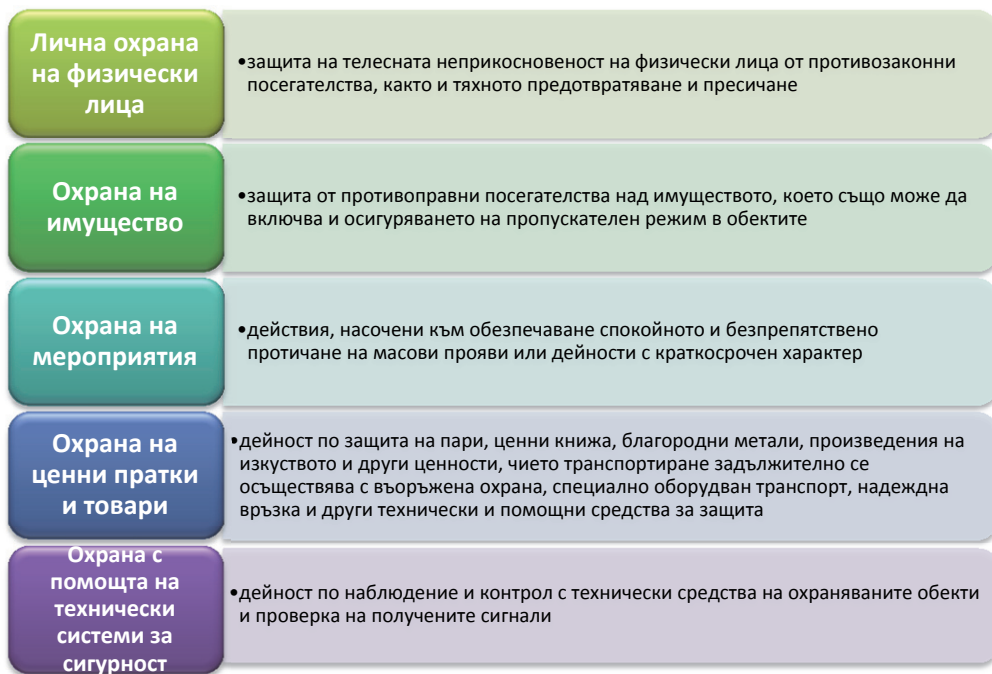 Лична охрана
на физически
лица
•защита на телесната неприкосновеност на физически лица от противозаконни
посегателства, както и тяхното предотвратяване и пресичане
Охрана на
имущество
•защита от противоправни посегателства над имуществото, което също може да
включва и осигуряването на пропускателен режим в обектите
Охрана на
мероприятия
•действия, насочени към обезпечаване спокойното и безпрепятствено
протичане на масови прояви или дейности с краткосрочен характер
Охрана на
ценни пратки
и товари
•дейност по защита на пари, ценни книжа, благородни метали, произведения на
изкуството и други ценности, чието транспортиране задължително се
осъществява с въоръжена охрана, специално оборудван транспорт, надеждна
връзка и други технически и помощни средства за защита
Охрана с
помощта на
технически
системи за
сигурност
•дейност по наблюдение и контрол с технически средства на охраняваните обекти
и проверка на получените сигнали